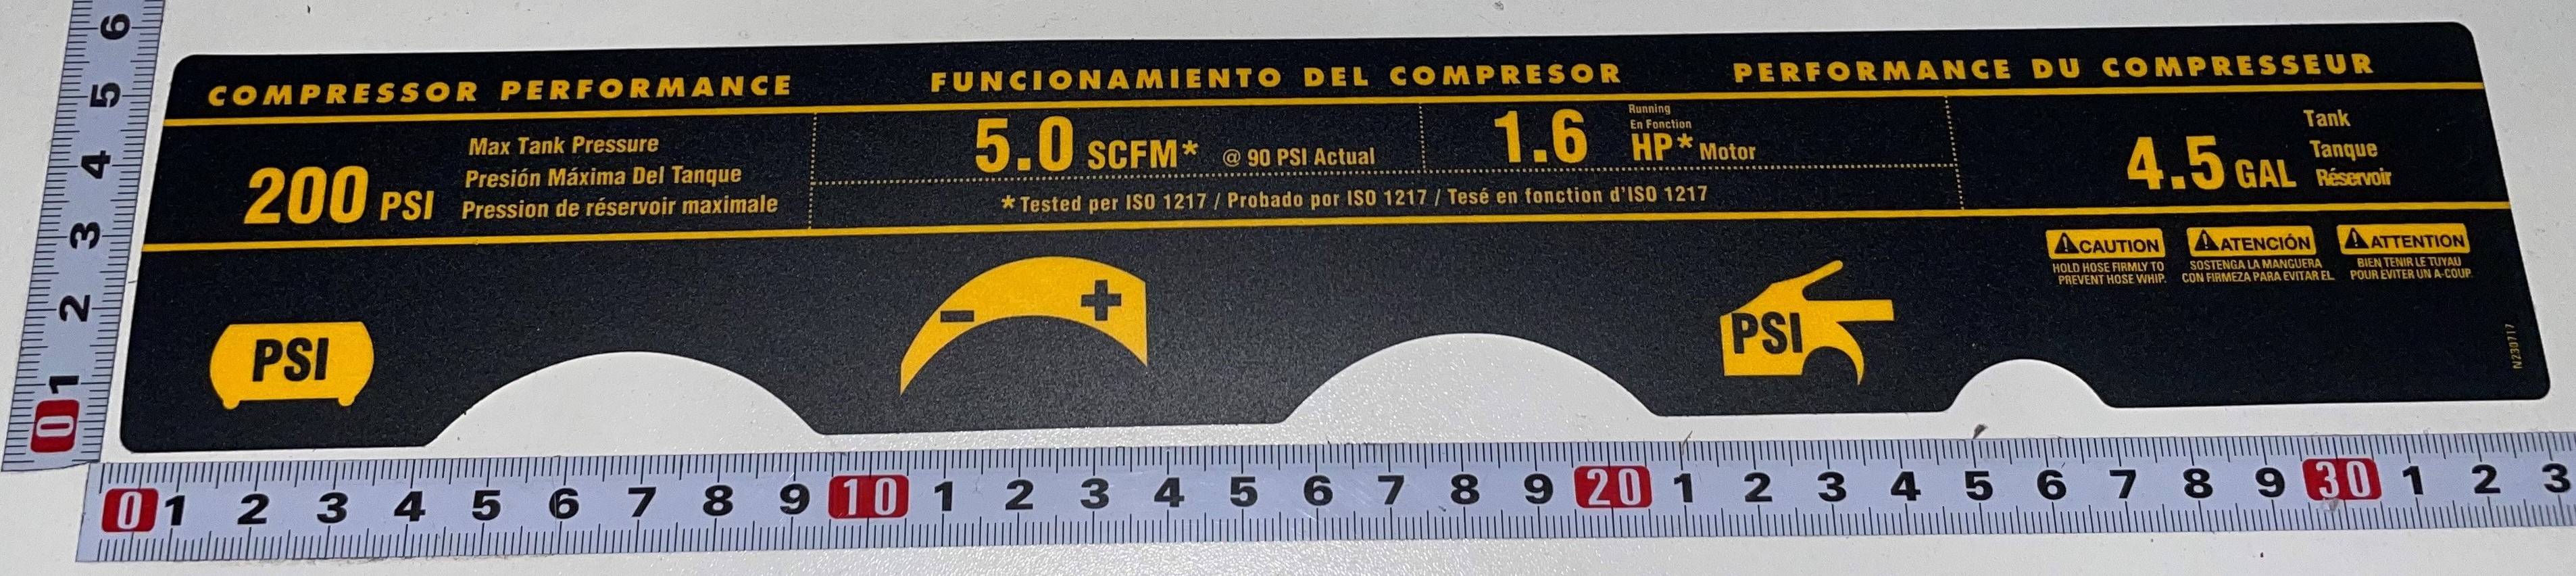 COMPRESSOR PERFORMANCE FUNCIONAMIENTO DEL COMPRESOR PERFORMANCE DU COMPRESSEUR
200 PSI
Max Tank Pressure
Presión Máxima Del Tanque
Pression de réservoir maximale
5.0 SCFM* @ 90 PSI Actual
1.6
Running
En Fonction
HP* Motor
*Tested per ISO 1217 / Probado por ISO 1217 / Tesé en fonction d'ISO 1217
4.5 GAL
Tank
Tanque
Réservoir
CAUTION
HOLD HOSE FIRMLY TO
PREVENT HOSE WHIP.
ATENCIÓN
SOSTENGA LA MANGUERA
CON FIRMEZA PARA EVITAR EL
ATTENTION
BIEN TENIR LE TUYAU
POUR EVITER UN A-COUP.
PSI
- +
PSI
N230717
6
5
4
3
2
1
0
0 1 2 3 4 5 6 7 8 9 10 1 2 3 4 5 6 7 8 9 20 1 2 3 4 5 6 7 8 9 30 1 2 3